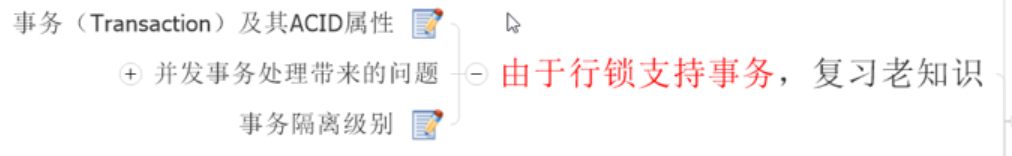 事务（Transaction）及其ACID属性
并发事务处理带来的问题
由于行锁支持事务，复习老知识
事务隔离级别